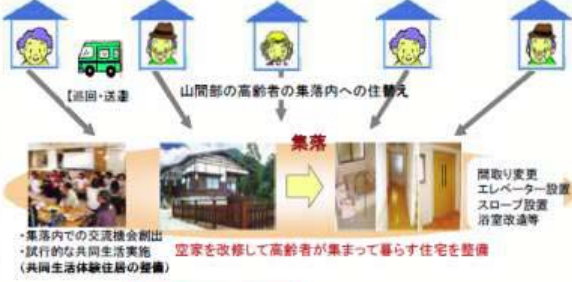 【巡回・送迎
山間部の高齢者の集落内への住替え
集落
間取り変更
エレベーター設置
スロープ設置
浴室改造等
・集落内での交流機会創出
・試行的な共同生活実施
（共同生活体験住居の整備）
空家を改修して高齢者が集まって暮らす住宅を整備